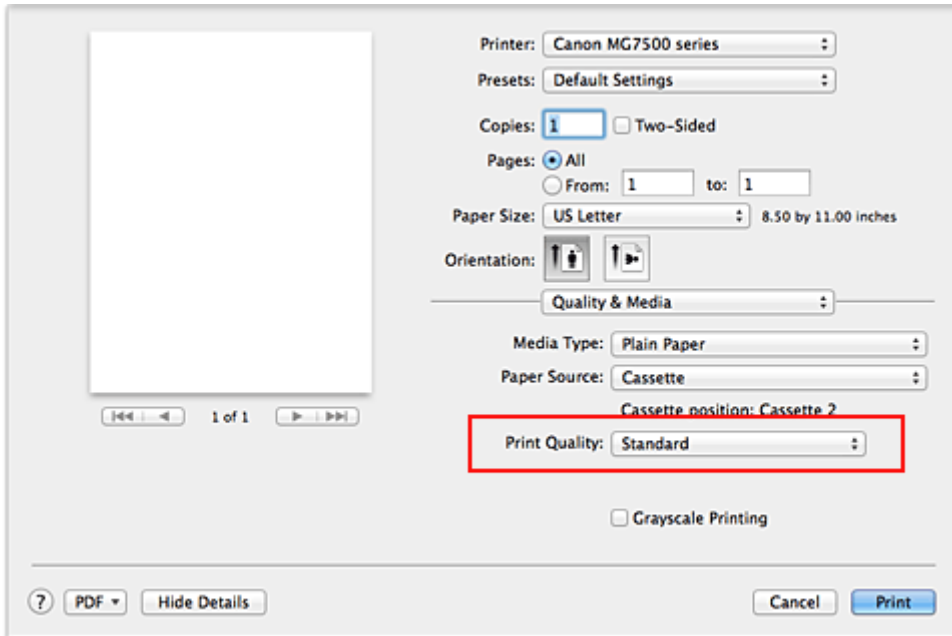 Printer: Canon MG7500 series
Presets: Default Settings
Copies: 1 Two-Sided
Pages: All
From: 1 to: 1
Paper Size: US Letter 8.50 by 11.00 inches
Orientation:
Quality & Media
Media Type: Plain Paper
Paper Source: Cassette
Cassette position: Cassette 2
1 of 1
Print Quality: Standard
Grayscale Printing
? PDF Hide Details Cancel Print